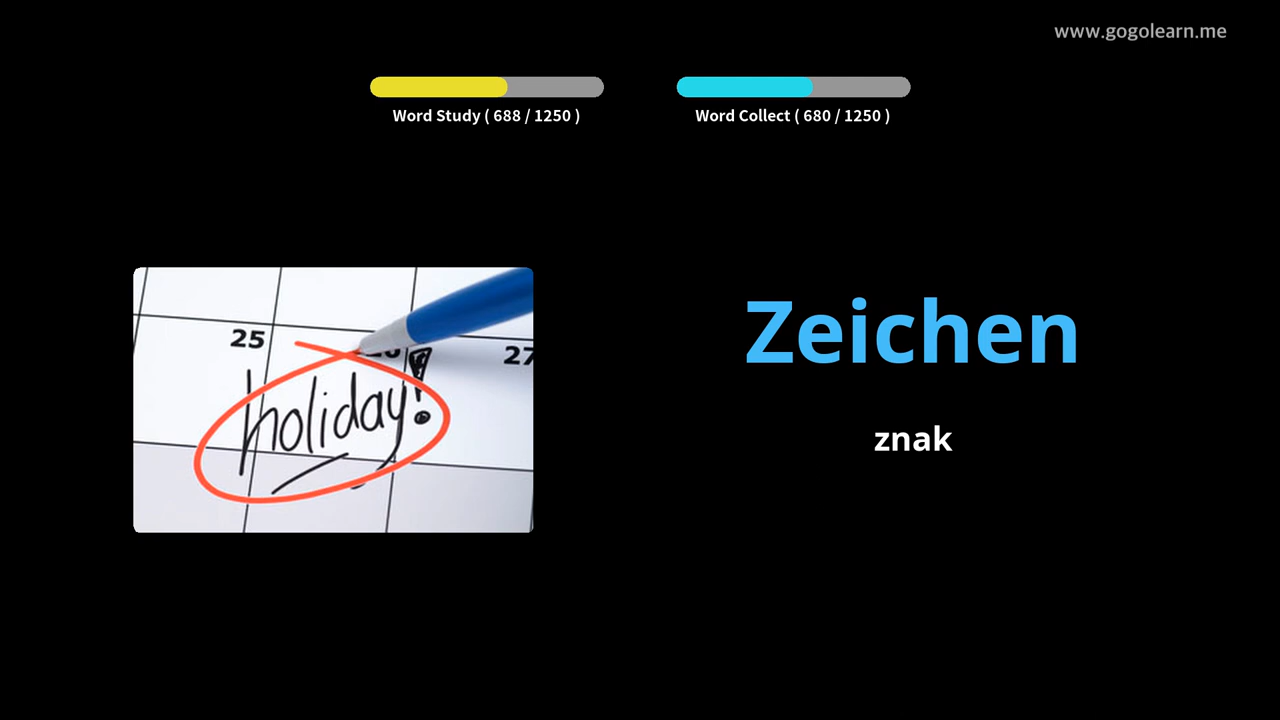 www.gogolearn.me
Word Study ( 688 / 1250 )
Word Collect ( 680 / 1250 )
25
27
holiday!
Zeichen
znak